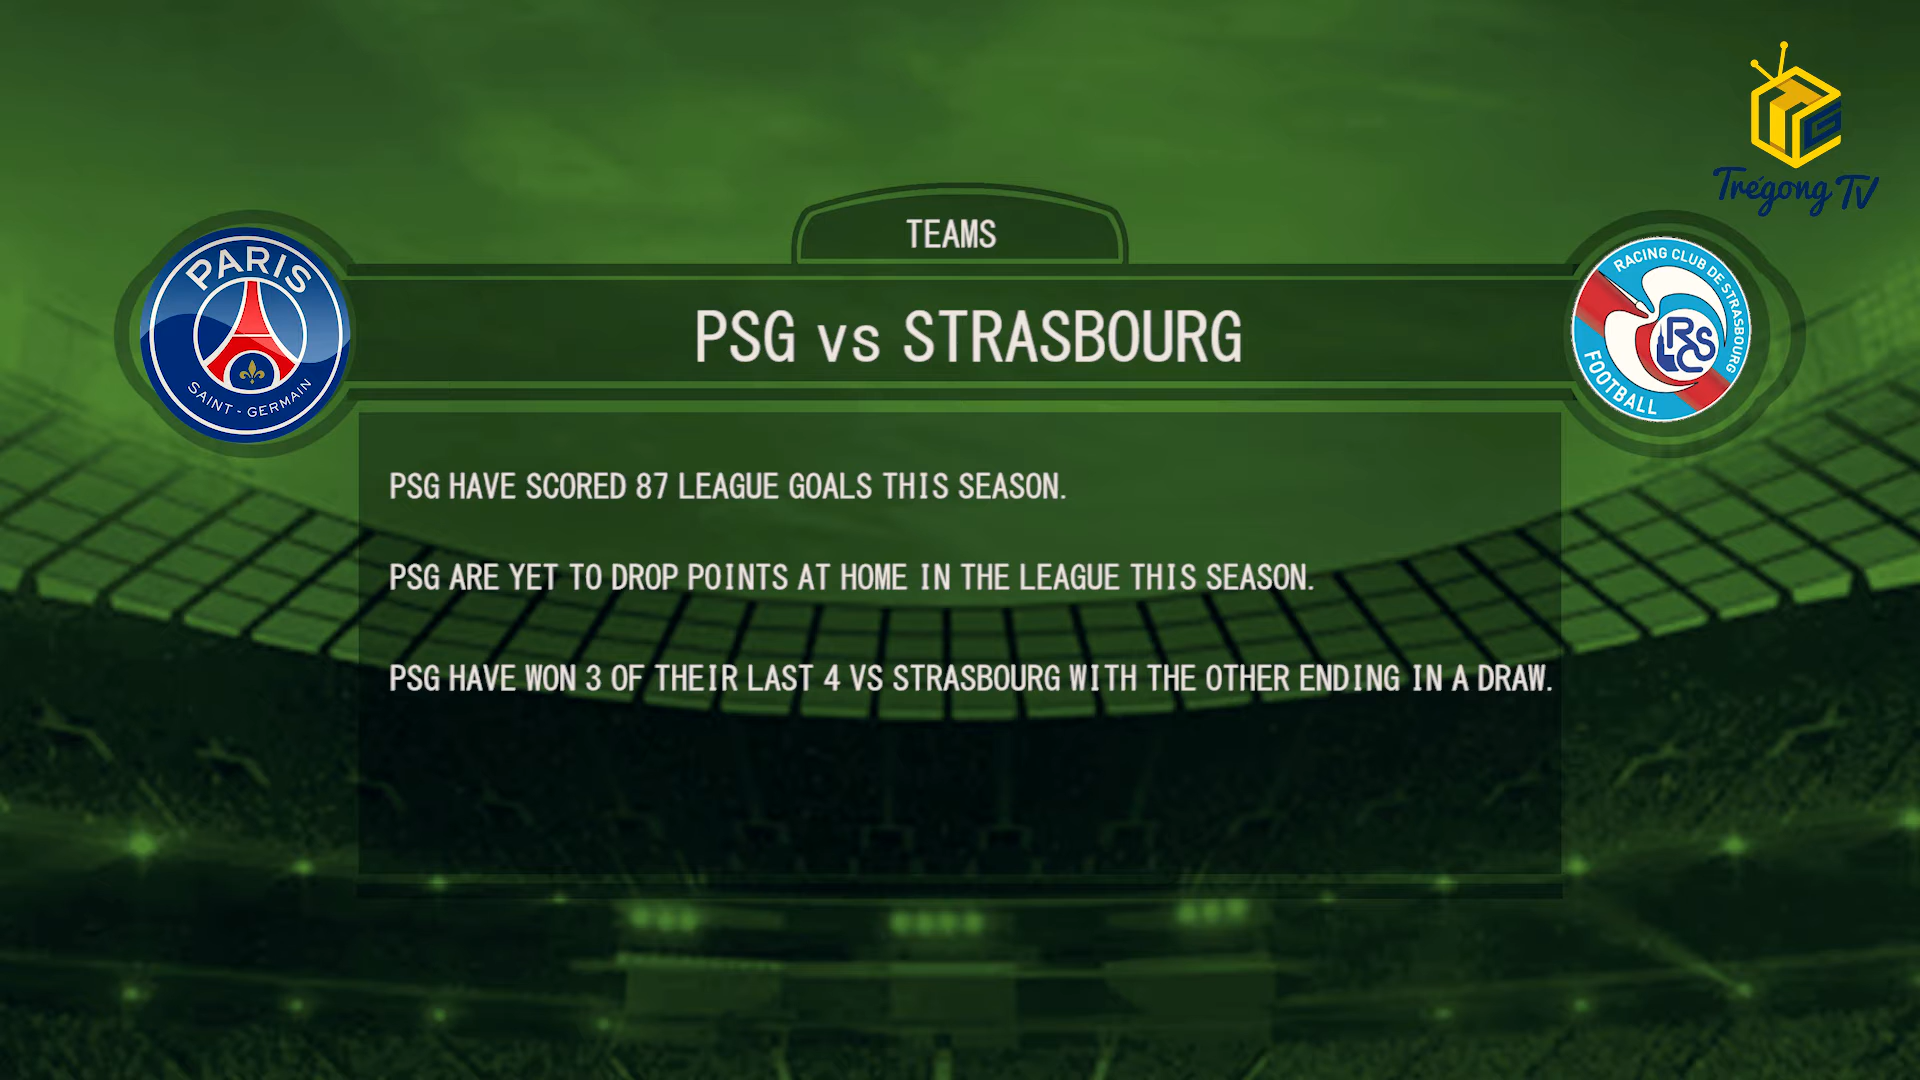 Trégong TV
TEAMS
PARIS
SAINT-GERMAIN
PSG vs STRASBOURG
RACING CLUB DE STRASBOURG
RCS
FOOTBALL
PSG HAVE SCORED 87 LEAGUE GOALS THIS SEASON.
PSG ARE YET TO DROP POINTS AT HOME IN THE LEAGUE THIS SEASON.
PSG HAVE WON 3 OF THEIR LAST 4 VS STRASBOURG WITH THE OTHER ENDING IN A DRAW.